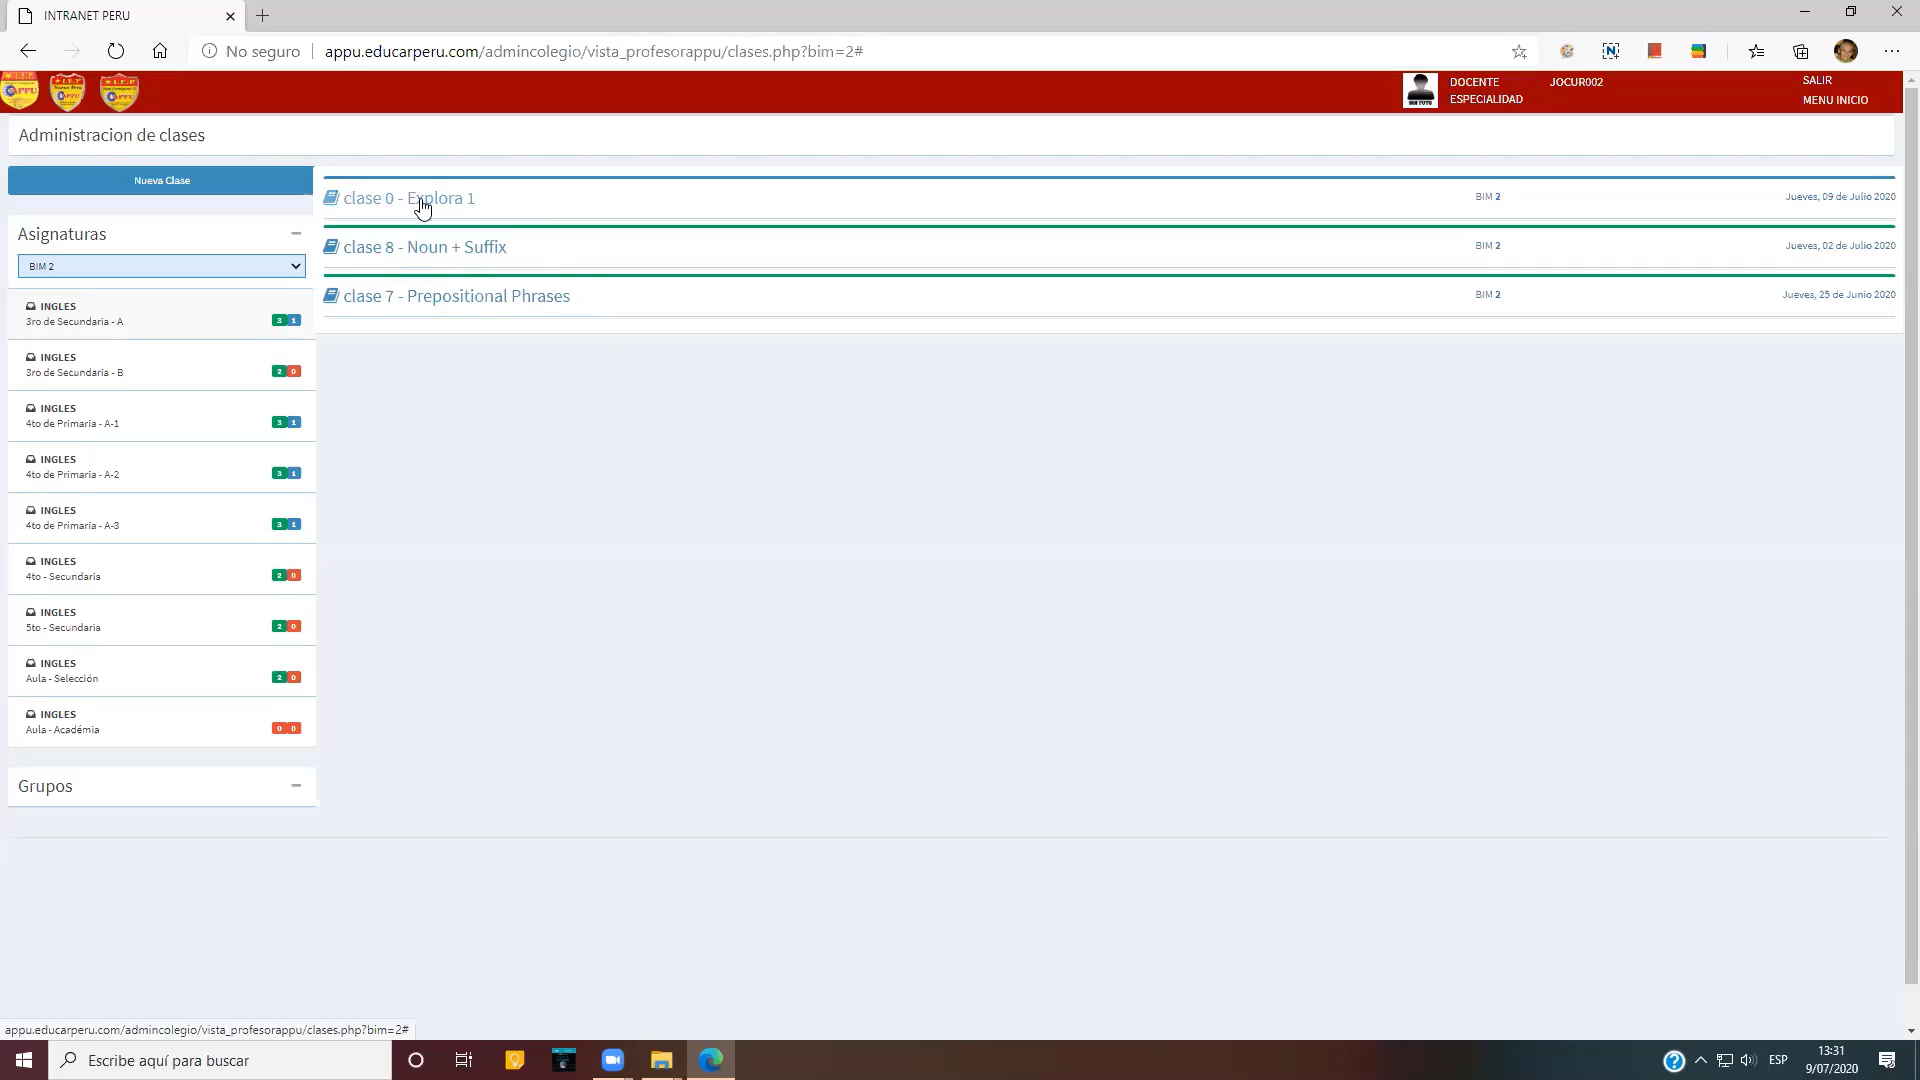 INTRANET PERU
No seguro
appu.educarperu.com/admincolegio/vista_profesorappu/clases.php?bim=2#
DOCENTE
JOCUR002
ESPECIALIDAD
SALIR
MENU INICIO
Administracion de clases
Nueva Clase
Asignaturas
BIM 2
INGLES
3ro de Secundaria - A
3 1
INGLES
3ro de Secundaria - B
2 0
INGLES
4to de Primaria - A-1
3 1
INGLES
4to de Primaria - A-2
3 1
INGLES
4to de Primaria - A-3
3 1
INGLES
4to - Secundaria
2 0
INGLES
5to - Secundaria
2 0
INGLES
Aula - Selección
2 0
INGLES
Aula - Académia
0 0
Grupos
clase 0 - Explora 1
BIM 2
Jueves, 09 de Julio 2020
clase 8 - Noun + Suffix
BIM 2
Jueves, 02 de Julio 2020
clase 7 - Prepositional Phrases
BIM 2
Jueves, 25 de Junio 2020
appu.educarperu.com/admincolegio/vista_profesorappu/clases.php?bim=2#
Escribe aquí para buscar
ESP
13:31
9/07/2020